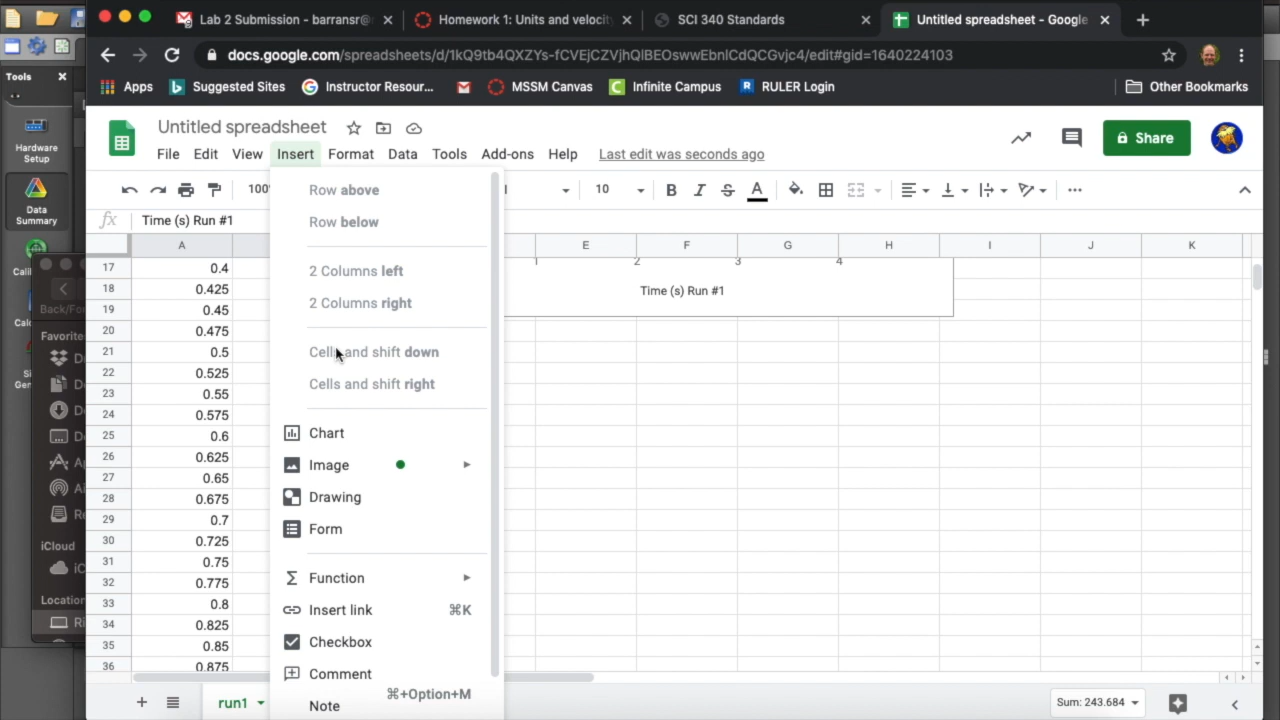 Lab 2 Submission - barransr@
Homework 1: Units and velocit
SCI 340 Standards
Untitled spreadsheet - Google
docs.google.com/spreadsheets/d/1kQ9tb4QXZYs-fCVEjCZVjhQlBEOswwEbnlCdQCGvjc4/edit#gid=1640224103
Apps
Suggested Sites
Instructor Resour...
MSSM Canvas
Infinite Campus
RULER Login
Other Bookmarks
Tools
Hardware
Setup
Data
Summary
Untitled spreadsheet
File Edit View Insert Format Data Tools Add-ons Help Last edit was seconds ago
Share
100
10
B I S A
fx Time (s) Run #1
A E F G H I J K
Row above
Row below
2 Columns left
2 Columns right
Cells and shift down
Cells and shift right
Chart
Image
Drawing
Form
Function
Insert link ⌘K
Checkbox
Comment
⌘+Option+M
Note
1 2 3 4
Time (s) Run #1
17 0.4
18 0.425
19 0.45
20 0.475
21 0.5
22 0.525
23 0.55
24 0.575
25 0.6
26 0.625
27 0.65
28 0.675
29 0.7
30 0.725
31 0.75
32 0.775
33 0.8
34 0.825
35 0.85
36 0.875
Back/Fo
Favorite
iCloud
Location
run1
Sum: 243.684